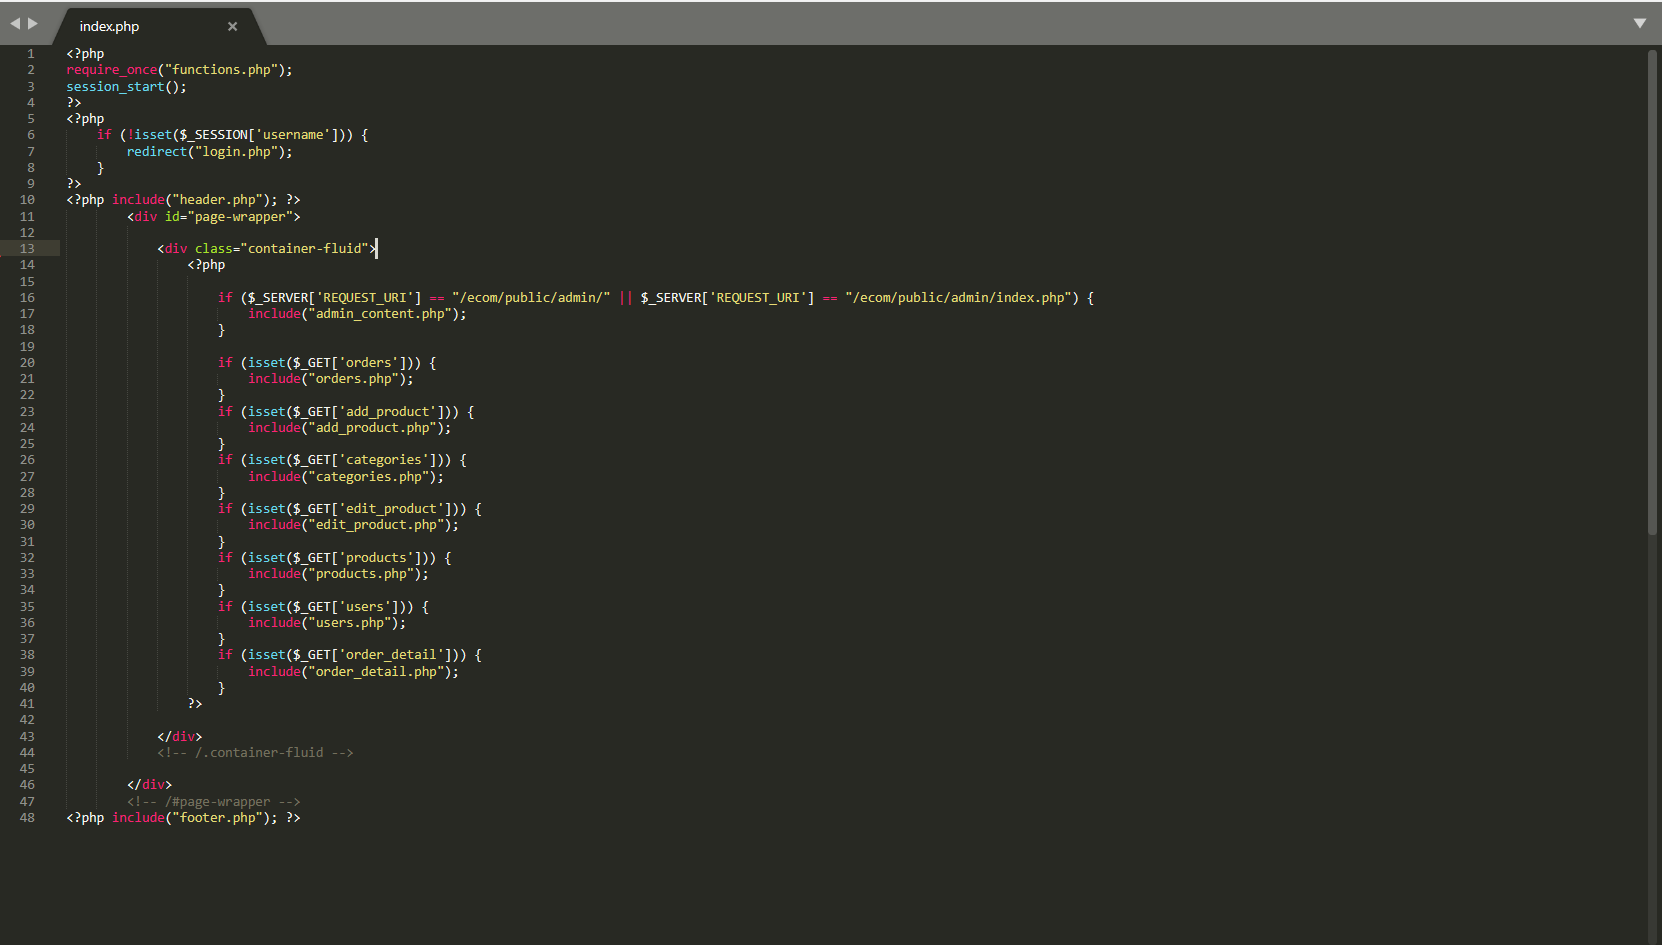 index.php ×
1 <?php
2 require_once("functions.php");
3 session_start();
4 ?>
5 <?php
6     if (!isset($_SESSION['username'])) {
7         redirect("login.php");
8     }
9 ?>
10 <?php include("header.php"); ?>
11         <div id="page-wrapper">
12
13             <div class="container-fluid">
14                 <?php
15
16                     if ($_SERVER['REQUEST_URI'] == "/ecom/public/admin/" || $_SERVER['REQUEST_URI'] == "/ecom/public/admin/index.php") {
17                         include("admin_content.php");
18                     }
19
20                     if (isset($_GET['orders'])) {
21                         include("orders.php");
22                     }
23                     if (isset($_GET['add_product'])) {
24                         include("add_product.php");
25                     }
26                     if (isset($_GET['categories'])) {
27                         include("categories.php");
28                     }
29                     if (isset($_GET['edit_product'])) {
30                         include("edit_product.php");
31                     }
32                     if (isset($_GET['products'])) {
33                         include("products.php");
34                     }
35                     if (isset($_GET['users'])) {
36                         include("users.php");
37                     }
38                     if (isset($_GET['order_detail'])) {
39                         include("order_detail.php");
40                     }
41                 ?>
42
43             </div>
44             <!-- /.container-fluid -->
45
46         </div>
47         <!-- /#page-wrapper -->
48 <?php include("footer.php"); ?>